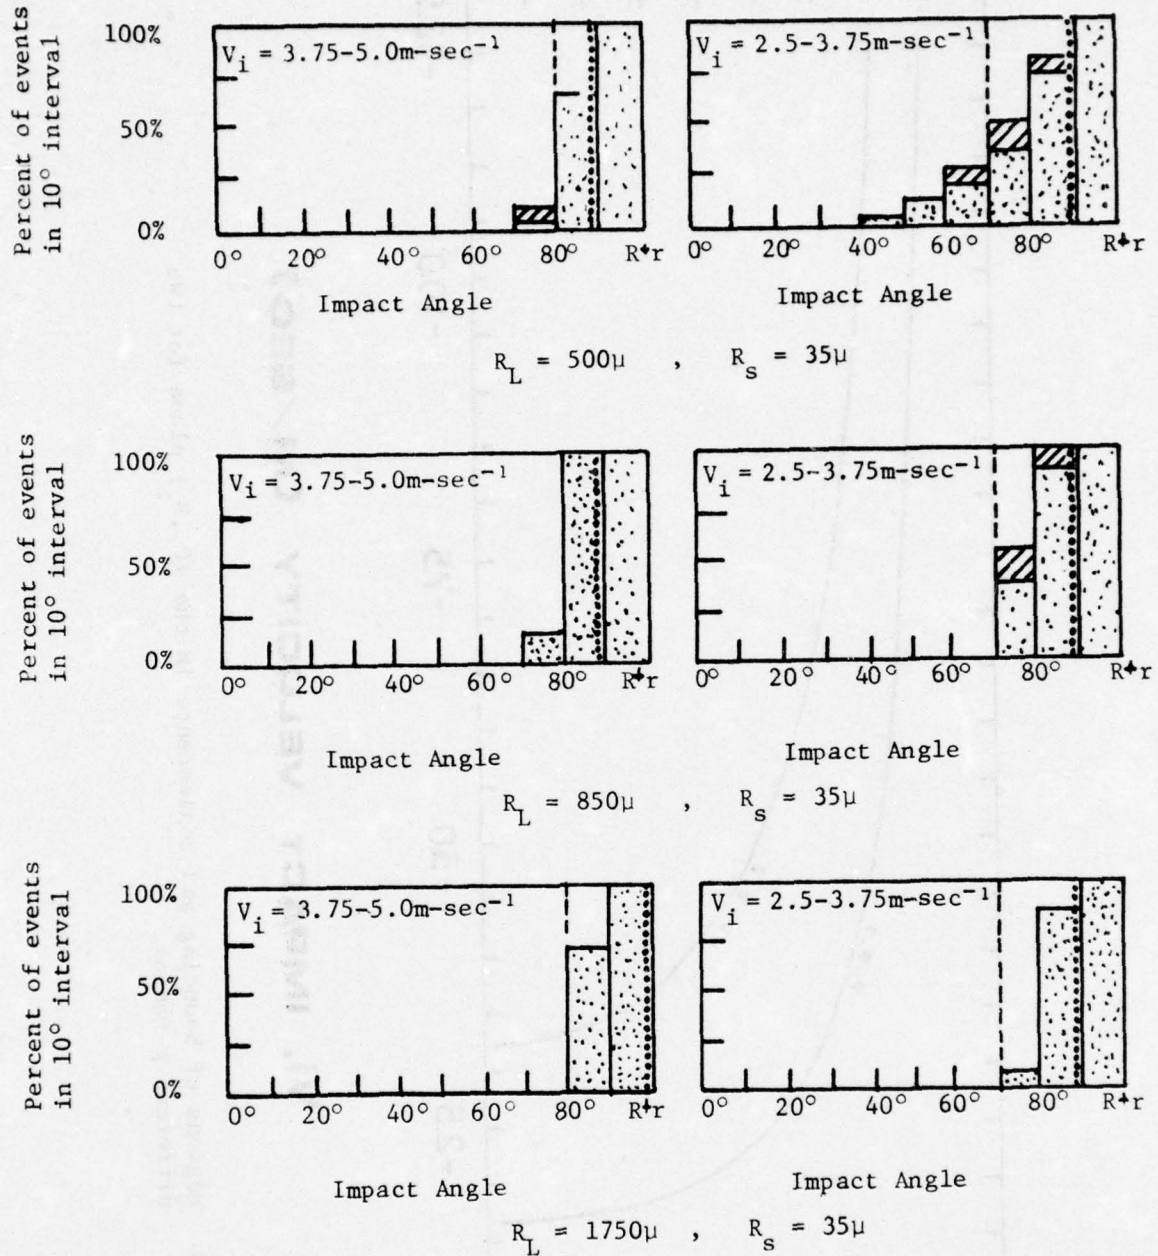 Percent of events
in 10° interval
100%
50%
0%
V_i = 3.75-5.0m-sec⁻¹
0° 20° 40° 60° 80° R+r
Impact Angle
V_i = 2.5-3.75m-sec⁻¹
0° 20° 40° 60° 80° R+r
Impact Angle
R_L = 500μ , R_s = 35μ
Percent of events
in 10° interval
100%
50%
0%
V_i = 3.75-5.0m-sec⁻¹
0° 20° 40° 60° 80° R+r
Impact Angle
V_i = 2.5-3.75m-sec⁻¹
0° 20° 40° 60° 80° R+r
Impact Angle
R_L = 850μ , R_s = 35μ
Percent of events
in 10° interval
100%
50%
0%
V_i = 3.75-5.0m-sec⁻¹
0° 20° 40° 60° 80° R+r
Impact Angle
V_i = 2.5-3.75m-sec⁻¹
0° 20° 40° 60° 80° R+r
Impact Angle
R_L = 1750μ , R_s = 35μ